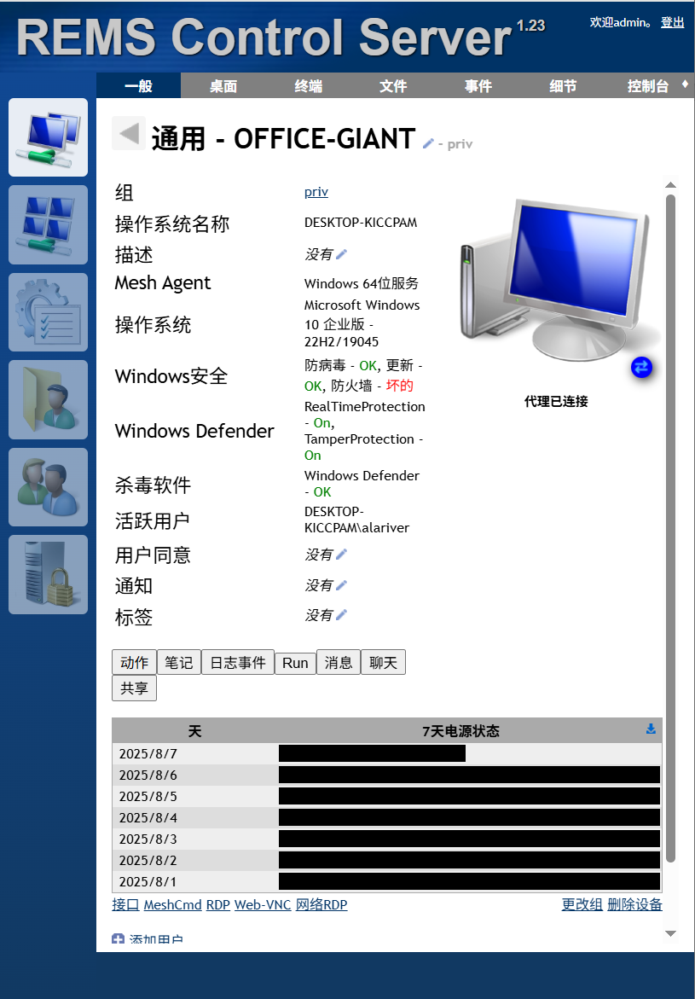 REMS Control Server 1.23
欢迎admin。 登出
一般 桌面 终端 文件 事件 细节 控制台
通用 - OFFICE-GIANT - priv
组 priv
操作系统名称 DESKTOP-KICCPAM
描述 没有
Mesh Agent Windows 64位服务
操作系统 Microsoft Windows
10 企业版 -
22H2/19045
Windows安全 防病毒 - OK, 更新 -
OK, 防火墙 - 坏的
Windows Defender RealTimeProtection
- On,
TamperProtection -
On
杀毒软件 Windows Defender
- OK
活跃用户 DESKTOP-
KICCPAM\alariver
用户同意 没有
通知 没有
标签 没有
代理已连接
动作 笔记 日志事件 Run 消息 聊天
共享
天 7天电源状态
2025/8/7
2025/8/6
2025/8/5
2025/8/4
2025/8/3
2025/8/2
2025/8/1
接口 MeshCmd RDP Web-VNC 网络RDP 更改组 删除设备
添加用户